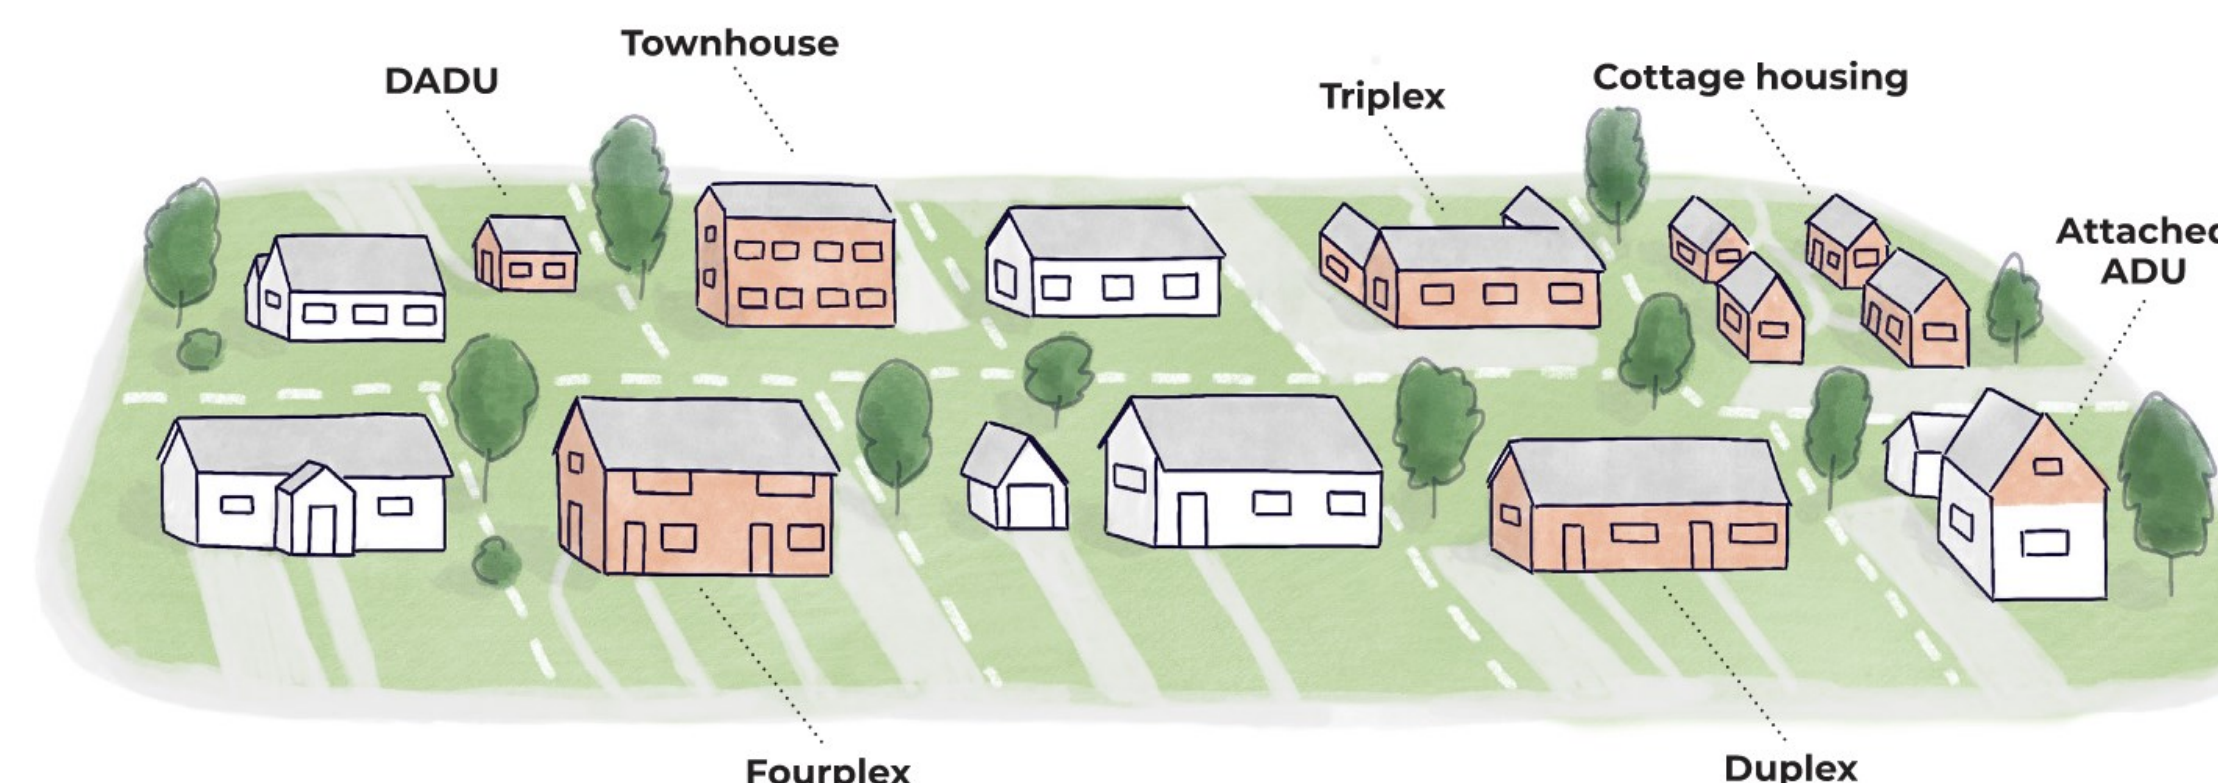 Townhouse
DADU
Triplex
Cottage housing
Attached
ADU
Fourplex
Duplex